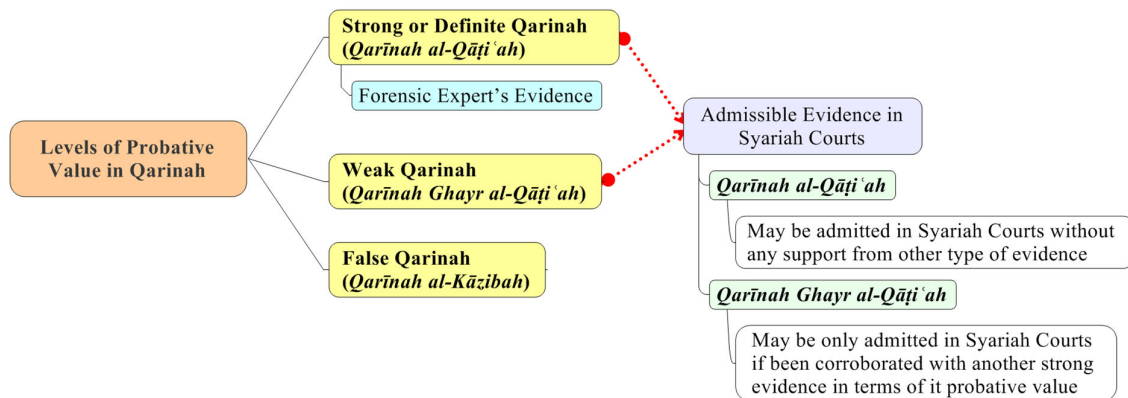 Levels of Probative
Value in Qarinah
Strong or Definite Qarinah
(Qarīnah al-Qāṭiʿah)
Forensic Expert’s Evidence
Weak Qarinah
(Qarīnah Ghayr al-Qāṭiʿah)
False Qarinah
(Qarīnah al-Kāzibah)
Admissible Evidence in
Syariah Courts
Qarīnah al-Qāṭiʿah
May be admitted in Syariah Courts without
any support from other type of evidence
Qarīnah Ghayr al-Qāṭiʿah
May be only admitted in Syariah Courts
if been corroborated with another strong
evidence in terms of it probative value